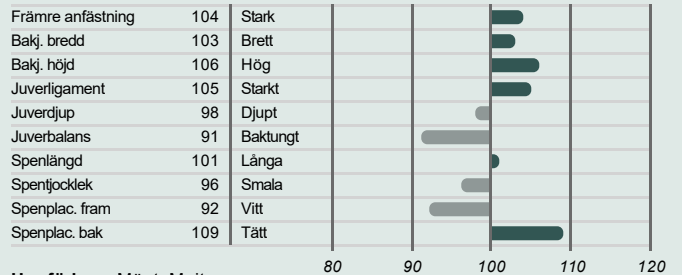 Främre anfästning 104 Stark
Bakj. bredd 103 Brett
Bakj. höjd 106 Hög
Juverligament 105 Starkt
Juverdjup 98 Djupt
Juverbalans 91 Baktungt
Spenlängd 101 Långa
Spentjocklek 96 Smala
Spenplac. fram 92 Vitt
Spenplac. bak 109 Tätt
80 90 100 110 120